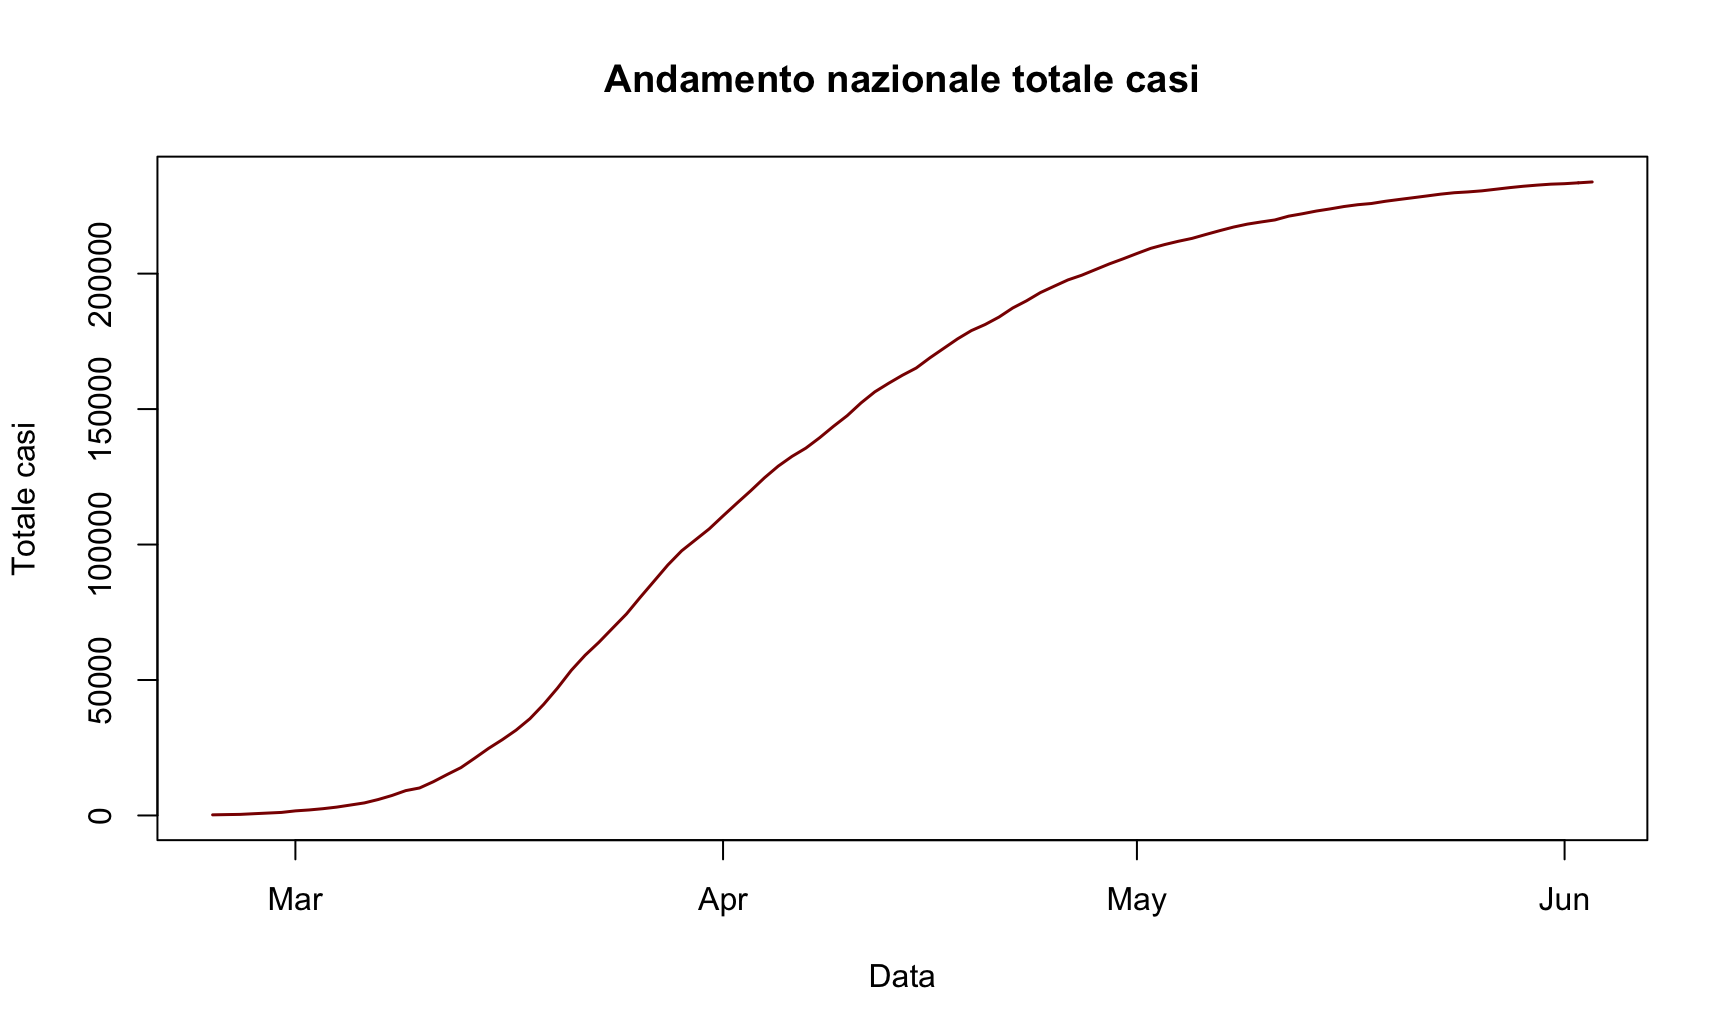 Andamento nazionale totale casi
Totale casi
200000
150000
100000
50000
0
Mar Apr May Jun
Data